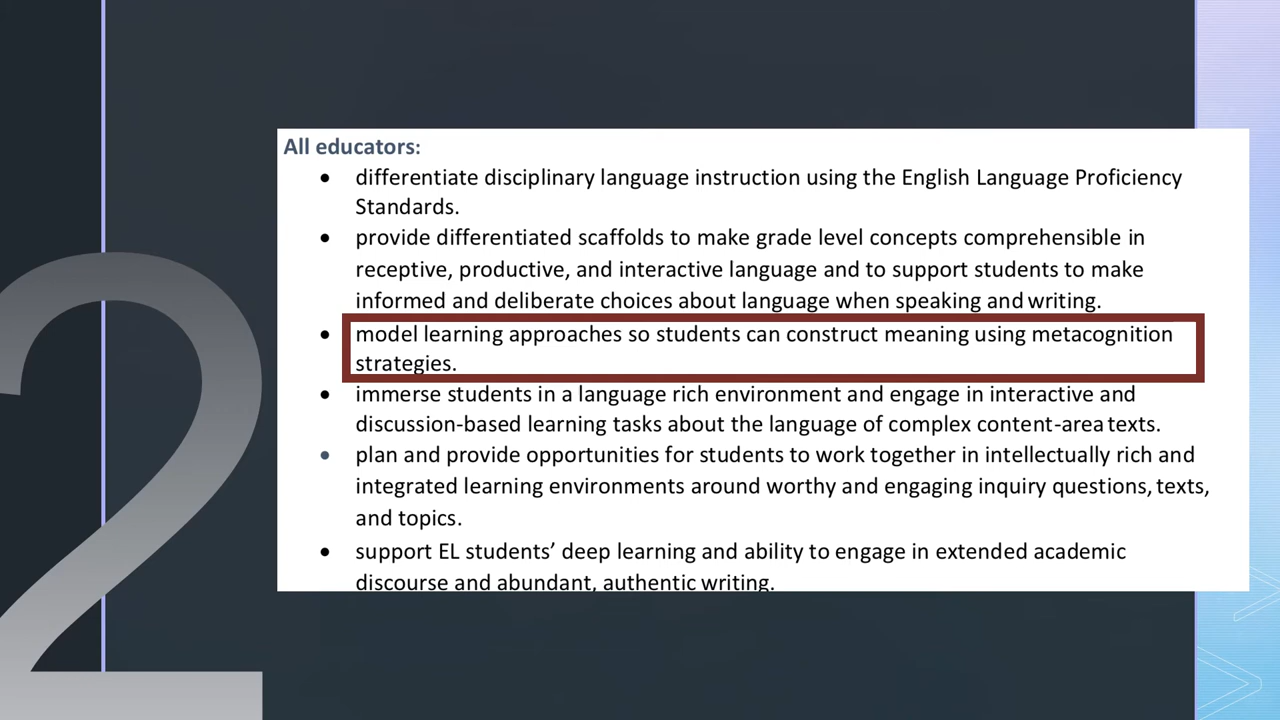 2
All educators:
• differentiate disciplinary language instruction using the English Language Proficiency
Standards.
• provide differentiated scaffolds to make grade level concepts comprehensible in
receptive, productive, and interactive language and to support students to make
informed and deliberate choices about language when speaking and writing.
• model learning approaches so students can construct meaning using metacognition
strategies.
• immerse students in a language rich environment and engage in interactive and
discussion-based learning tasks about the language of complex content-area texts.
• plan and provide opportunities for students to work together in intellectually rich and
integrated learning environments around worthy and engaging inquiry questions, texts,
and topics.
• support EL students’ deep learning and ability to engage in extended academic
discourse and abundant, authentic writing.